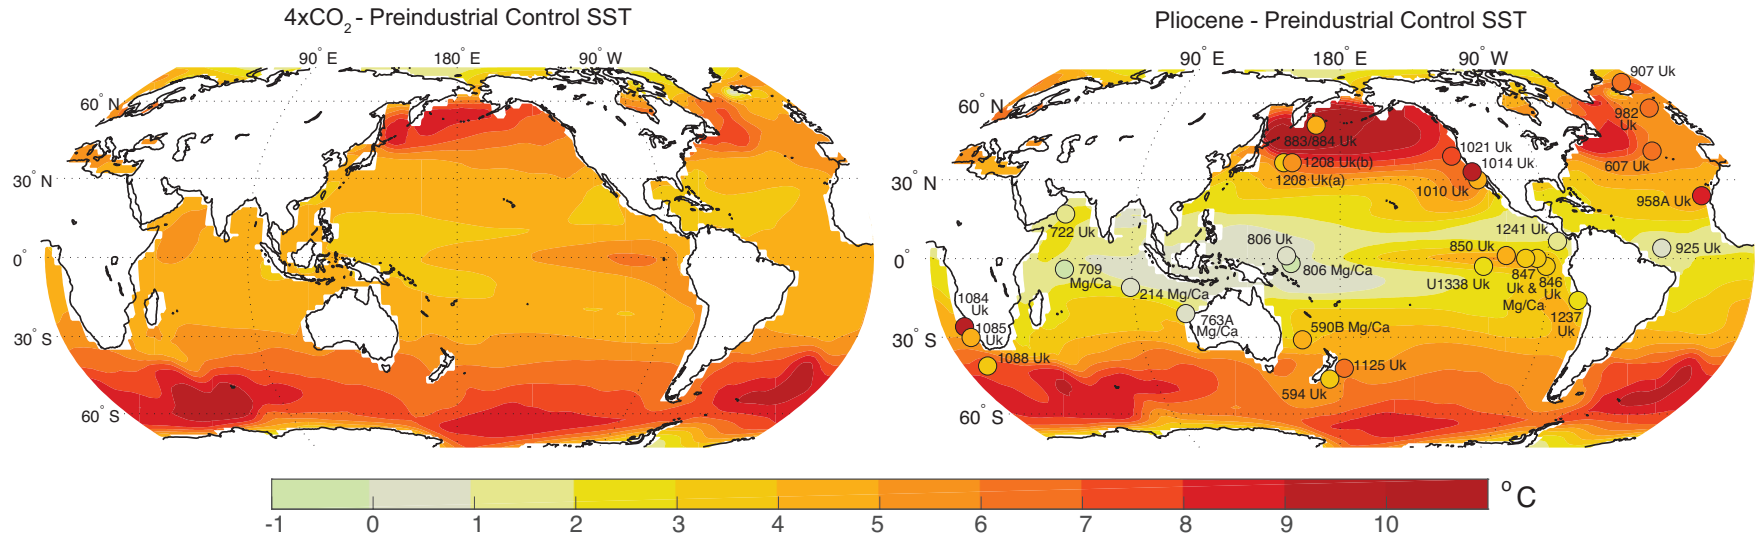 4xCO2 - Preindustrial Control SST
90° E
180° E
90° W
60° N
30° N
0°
30° S
60° S
Pliocene - Preindustrial Control SST
90° E
180° E
90° W
60° N
30° N
0°
30° S
60° S
907 Uk
982
Uk
883/884 Uk
1021 Uk
1208 Uk(b)
1014 Uk
607 Uk
1208 Uk(a)
1010 Uk
958A Uk
722 Uk
1241 Uk
806 Uk
850 Uk
925 Uk
709
Mg/Ca
806 Mg/Ca
U1338 Uk
847
Uk &
Mg/Ca
846
Uk
214 Mg/Ca
1084
Uk
763A
Mg/Ca
1237
Uk
1085
Uk
590B Mg/Ca
1088 Uk
1125 Uk
594 Uk
-1
0
1
2
3
4
5
6
7
8
9
10
°C